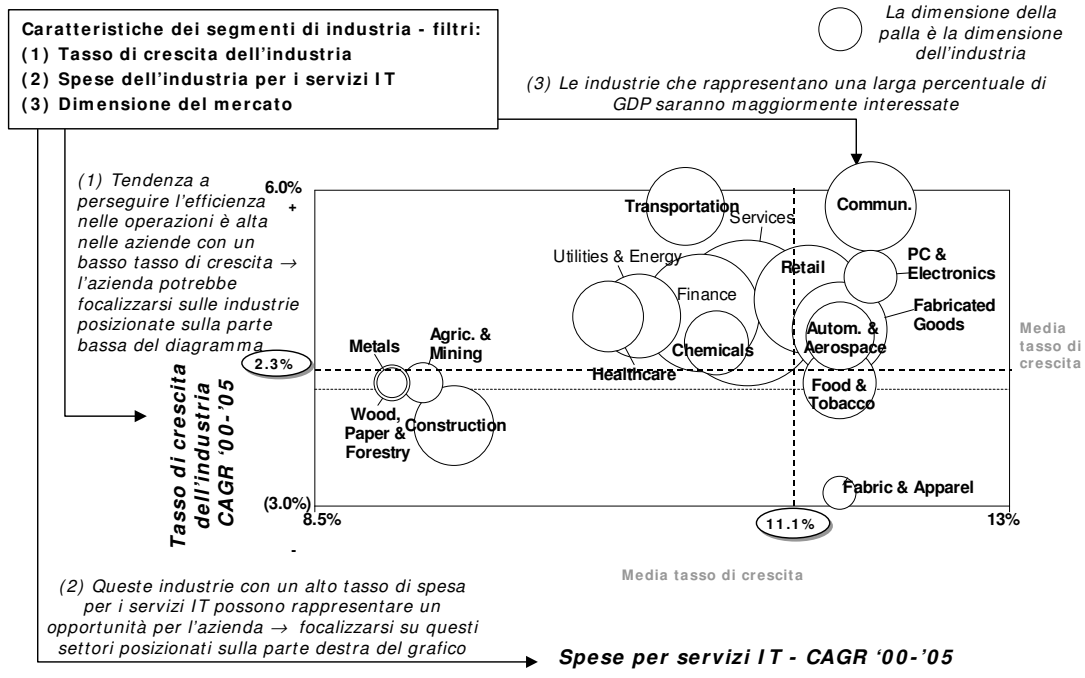 Caratteristiche dei segmenti di industria - filtri:
(1) Tasso di crescita dell'industria
(2) Spese dell'industria per i servizi IT
(3) Dimensione del mercato
La dimensione della
palla è la dimensione
dell'industria
(3) Le industrie che rappresentano una larga percentuale di
GDP saranno maggiormente interessate
(1) Tendenza a
perseguire l'efficienza
nelle operazioni è alta
nelle aziende con un
basso tasso di crescita →
l'azienda potrebbe
focalizzarsi sulle industrie
posizionate sulla parte
bassa del diagramma
6.0%
+
Transportation
Services
Commun.
Utilities & Energy
Retail
PC &
Electronics
Finance
Fabricated
Goods
Autom. &
Aerospace
Chemicals
Healthcare
Agric. &
Mining
Metals
Media
tasso di
crescita
2.3%
Food &
Tobacco
Wood,
Paper &
Forestry
Construction
Fabric & Apparel
Tasso di crescita
dell'industria
CAGR '00-'05
(3.0%)
8.5%
11.1%
13%
-
Media tasso di crescita
(2) Queste industrie con un alto tasso di spesa
per i servizi IT possono rappresentare un
opportunità per l'azienda → focalizzarsi su questi
settori posizionati sulla parte destra del grafico
Spese per servizi IT - CAGR '00-'05